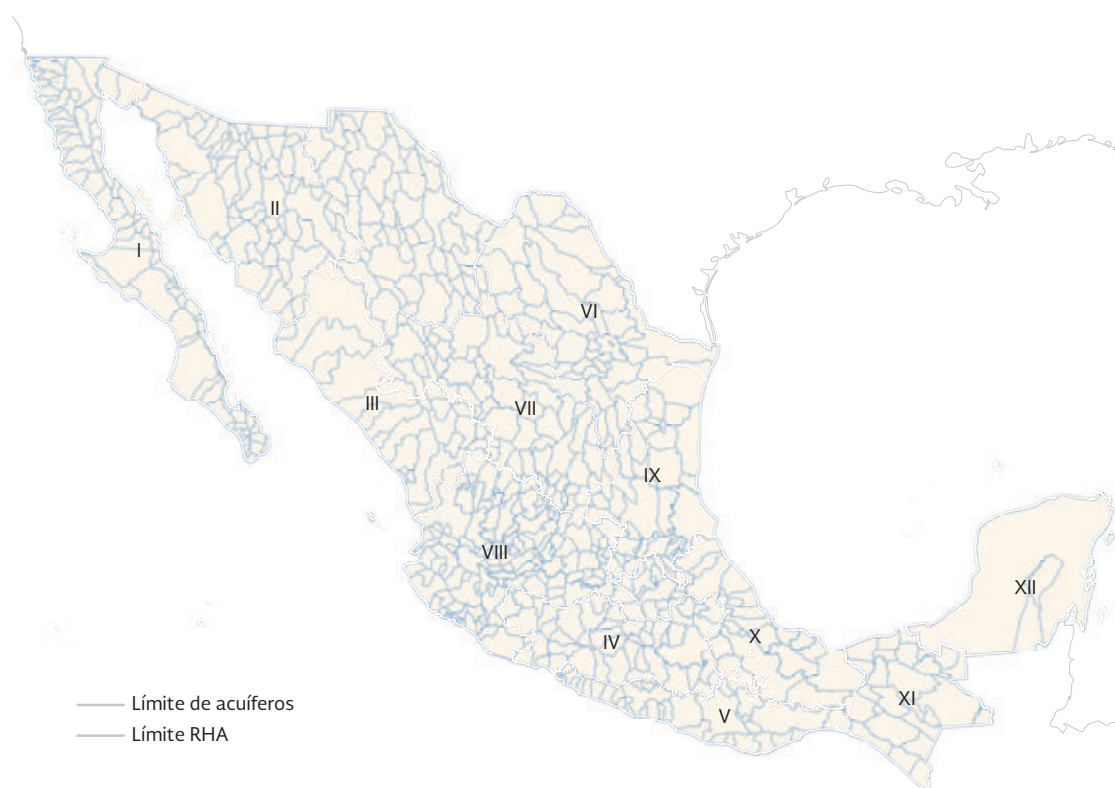 II
I
VI
III
VII
IX
VIII
XII
X
IV
XI
V
Límite de acuíferos
Límite RHA